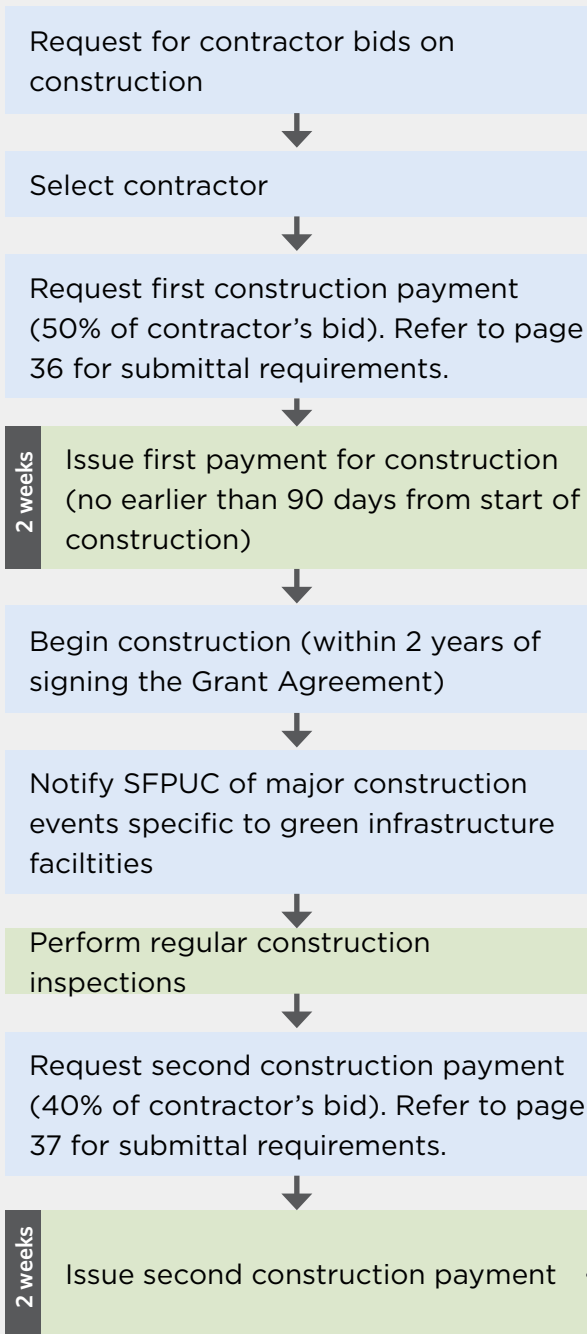 Request for contractor bids on
construction
Select contractor
Request first construction payment
(50% of contractor's bid). Refer to page
36 for submittal requirements.
2 weeks
Issue first payment for construction
(no earlier than 90 days from start of
construction)
Begin construction (within 2 years of
signing the Grant Agreement)
Notify SFPUC of major construction
events specific to green infrastructure
faciltities
Perform regular construction
inspections
Request second construction payment
(40% of contractor's bid). Refer to page
37 for submittal requirements.
2 weeks
Issue second construction payment